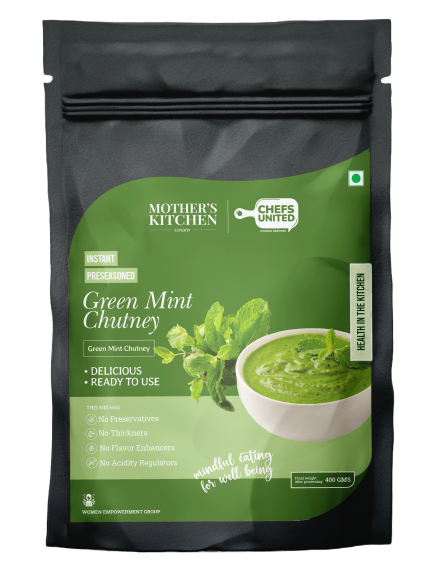 MOTHER'S
KITCHEN
LONDON
CHEFS
UNITED
INSTANT
PRESEASONED
Green Mint
Chutney
Green Mint Chutney
• DELICIOUS
• READY TO USE
THIS MIX HAS
No Preservatives
No Thickners
No Flavor Enhancers
No Acidity Regulators
mindful eating
for well being
400 GMS
WOMEN EMPOWERMENT GROUP
HEALTH IN THE KITCHEN